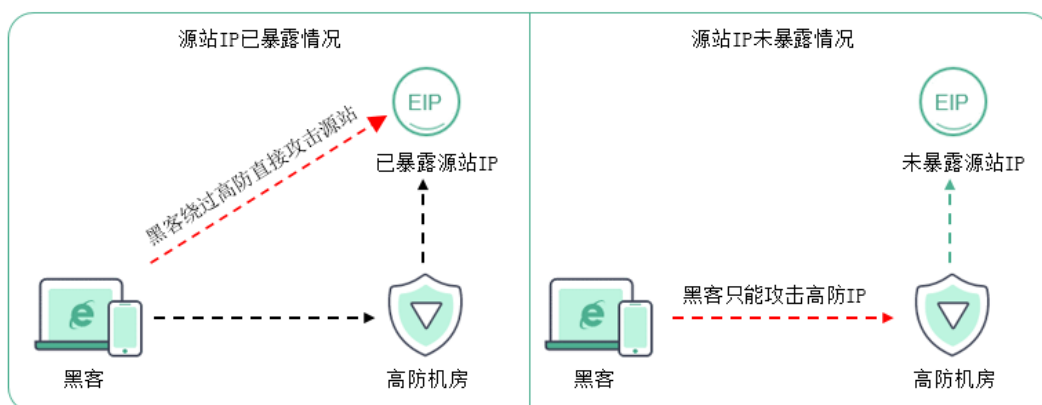 源站IP已暴露情况
EIP
已暴露源站IP
黑客绕过高防直接攻击源站
黑客
高防机房
源站IP未暴露情况
EIP
未暴露源站IP
黑客只能攻击高防IP
黑客
高防机房